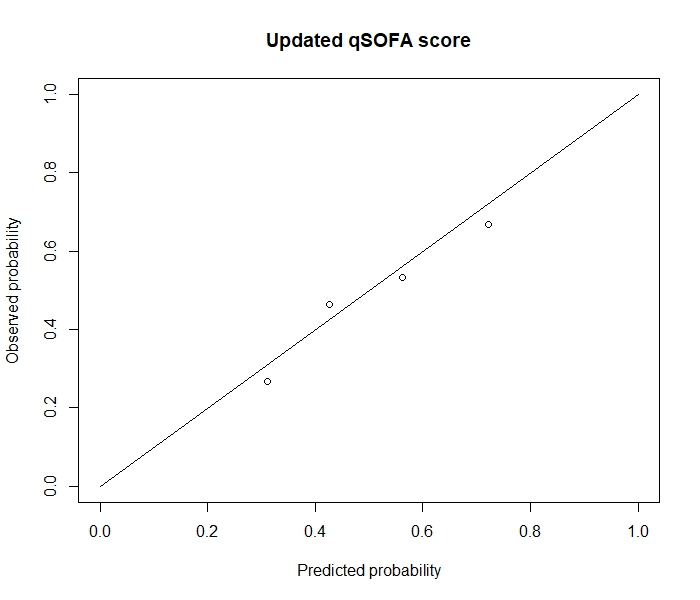 Updated qSOFA score
Observed probability
1.0
0.8
0.6
0.4
0.2
0.0
0.0 0.2 0.4 0.6 0.8 1.0
Predicted probability